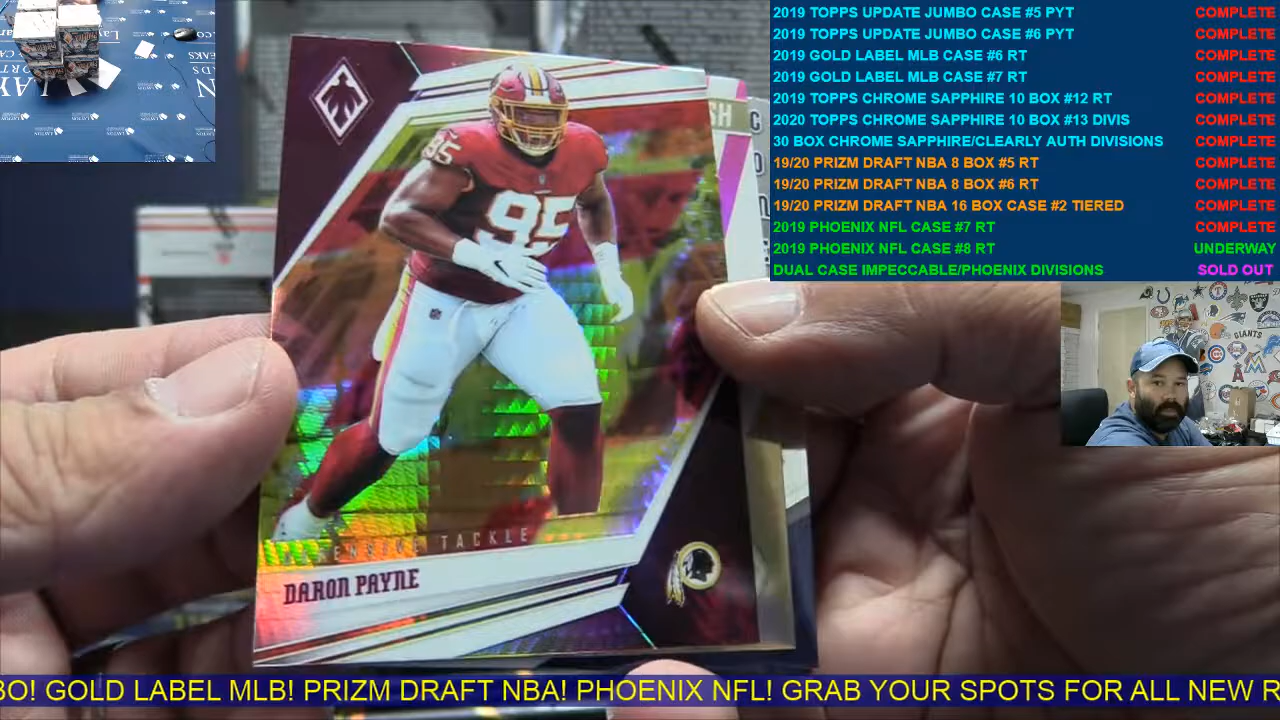 2019 TOPPS UPDATE JUMBO CASE #5 PYT COMPLETE
2019 TOPPS UPDATE JUMBO CASE #6 PYT COMPLETE
2019 GOLD LABEL MLB CASE #6 RT COMPLETE
2019 GOLD LABEL MLB CASE #7 RT COMPLETE
2019 TOPPS CHROME SAPPHIRE 10 BOX #12 RT COMPLETE
2020 TOPPS CHROME SAPPHIRE 10 BOX #13 DIVIS COMPLETE
30 BOX CHROME SAPPHIRE/CLEARLY AUTH DIVISIONS COMPLETE
19/20 PRIZM DRAFT NBA 8 BOX #5 RT COMPLETE
19/20 PRIZM DRAFT NBA 8 BOX #6 RT COMPLETE
19/20 PRIZM DRAFT NBA 16 BOX CASE #2 TIERED COMPLETE
2019 PHOENIX NFL CASE #7 RT COMPLETE
2019 PHOENIX NFL CASE #8 RT UNDERWAY
DUAL CASE IMPECCABLE/PHOENIX DIVISIONS SOLD OUT
SH
95
95
GIANTS
TACKLE
DARON PAYNE
BO! GOLD LABEL MLB! PRIZM DRAFT NBA! PHOENIX NFL! GRAB YOUR SPOTS FOR ALL NEW R